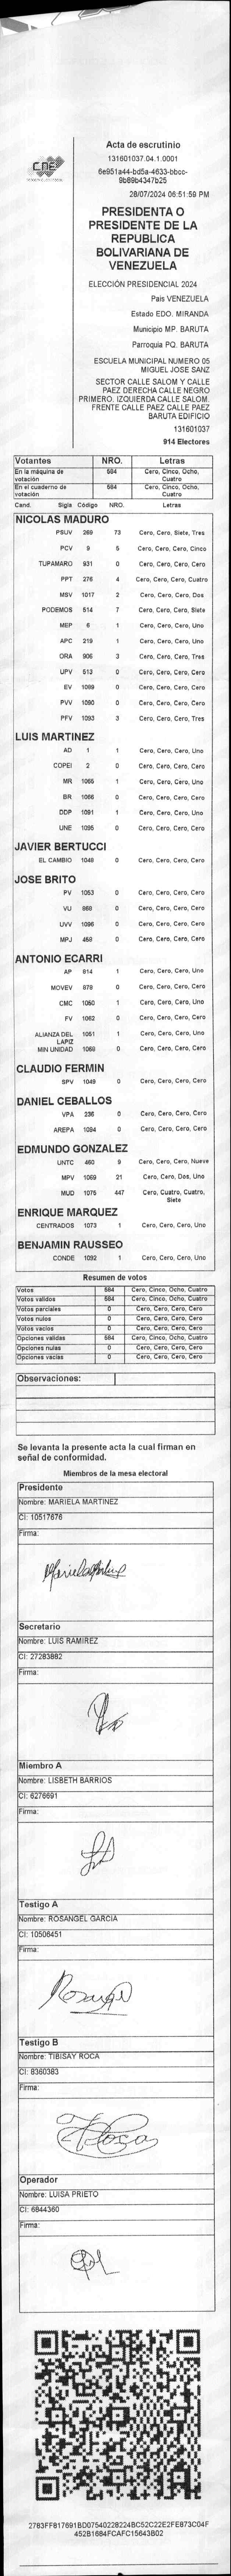 CNE
Acta de escrutinio
131601037.04.1.0001
6e951a44-bd5a-4633-bbcc-
9b89b4347b25
28/07/2024 06:51:59 PM
PRESIDENTA O
PRESIDENTE DE LA
REPUBLICA
BOLIVARIANA DE
VENEZUELA
ELECCIÓN PRESIDENCIAL 2024
Pais VENEZUELA
Estado EDO. MIRANDA
Municipio MP. BARUTA
Parroquia PQ. BARUTA
ESCUELA MUNICIPAL NUMERO 05
MIGUEL JOSE SANZ
SECTOR CALLE SALOM Y CALLE
PAEZ DERECHA CALLE NEGRO
PRIMERO. IZQUIERDA CALLE SALOM.
FRENTE CALLE PAEZ CALLE PAEZ
BARUTA EDIFICIO
131601037
914 Electores
Votantes NRO. Letras
En la máquina de votación 584 Cero, Cinco, Ocho, Cuatro
En el cuaderno de votación 584 Cero, Cinco, Ocho, Cuatro
Cand. Sigla Código NRO. Letras
NICOLAS MADURO
PSUV 269 73 Cero, Cero, Siete, Tres
PCV 9 5 Cero, Cero, Cero, Cinco
TUPAMARO 931 0 Cero, Cero, Cero, Cero
PPT 276 4 Cero, Cero, Cero, Cuatro
MSV 1017 2 Cero, Cero, Cero, Dos
PODEMOS 514 7 Cero, Cero, Cero, Siete
MEP 6 1 Cero, Cero, Cero, Uno
APC 219 1 Cero, Cero, Cero, Uno
ORA 906 3 Cero, Cero, Cero, Tres
UPV 513 0 Cero, Cero, Cero, Cero
EV 1089 0 Cero, Cero, Cero, Cero
PVV 1090 0 Cero, Cero, Cero, Cero
PFV 1093 3 Cero, Cero, Cero, Tres
LUIS MARTINEZ
AD 1 1 Cero, Cero, Cero, Uno
COPEI 2 0 Cero, Cero, Cero, Cero
MR 1065 1 Cero, Cero, Cero, Uno
BR 1066 0 Cero, Cero, Cero, Cero
DDP 1091 1 Cero, Cero, Cero, Uno
UNE 1095 0 Cero, Cero, Cero, Cero
JAVIER BERTUCCI
EL CAMBIO 1048 0 Cero, Cero, Cero, Cero
JOSE BRITO
PV 1053 0 Cero, Cero, Cero, Cero
VU 868 0 Cero, Cero, Cero, Cero
UVV 1096 0 Cero, Cero, Cero, Cero
MPJ 458 0 Cero, Cero, Cero, Cero
ANTONIO ECARRI
AP 814 1 Cero, Cero, Cero, Uno
MOVEV 878 0 Cero, Cero, Cero, Cero
CMC 1050 1 Cero, Cero, Cero, Uno
FV 1062 0 Cero, Cero, Cero, Cero
ALIANZA DEL LAPIZ 1051 1 Cero, Cero, Cero, Uno
MIN UNIDAD 1068 0 Cero, Cero, Cero, Cero
CLAUDIO FERMIN
SPV 1049 0 Cero, Cero, Cero, Cero
DANIEL CEBALLOS
VPA 236 0 Cero, Cero, Cero, Cero
AREPA 1094 0 Cero, Cero, Cero, Cero
EDMUNDO GONZALEZ
UNTC 460 9 Cero, Cero, Cero, Nueve
MPV 1069 21 Cero, Cero, Dos, Uno
MUD 1075 447 Cero, Cuatro, Cuatro, Siete
ENRIQUE MARQUEZ
CENTRADOS 1073 1 Cero, Cero, Cero, Uno
BENJAMIN RAUSSEO
CONDE 1092 1 Cero, Cero, Cero, Uno
Resumen de votos
Votos 584 Cero, Cinco, Ocho, Cuatro
Votos validos 584 Cero, Cinco, Ocho, Cuatro
Votos parciales 0 Cero, Cero, Cero, Cero
Votos nulos 0 Cero, Cero, Cero, Cero
Votos vacios 0 Cero, Cero, Cero, Cero
Opciones validas 584 Cero, Cinco, Ocho, Cuatro
Opciones nulas 0 Cero, Cero, Cero, Cero
Opciones vacias 0 Cero, Cero, Cero, Cero
Observaciones:
Se levanta la presente acta la cual firman en
señal de conformidad.
Miembros de la mesa electoral
Presidente
Nombre: MARIELA MARTINEZ
CI: 10517676
Firma:
Secretario
Nombre: LUIS RAMIREZ
CI: 27283882
Firma:
Miembro A
Nombre: LISBETH BARRIOS
CI: 6276691
Firma:
Testigo A
Nombre: ROSANGEL GARCIA
CI: 10506451
Firma:
Rosangel
Testigo B
Nombre: TIBISAY ROCA
CI: 8360383
Firma:
T Roca
Operador
Nombre: LUISA PRIETO
CI: 6844360
Firma:
2783FF817691BD07540228224BC52C22E2FE873C04F
452B1684FCAFC15643B02